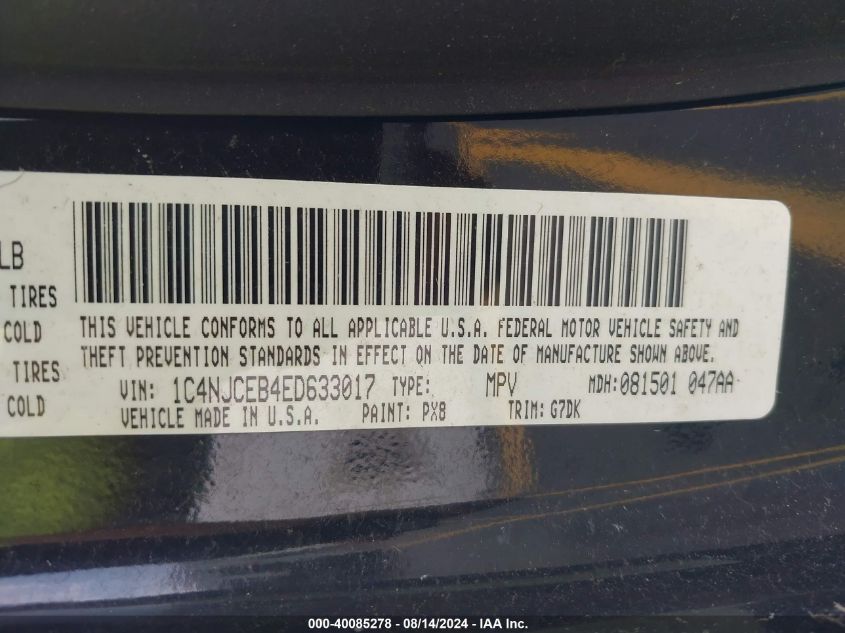 LB
TIRES
COLD
THIS VEHICLE CONFORMS TO ALL APPLICABLE U.S.A. FEDERAL MOTOR VEHICLE SAFETY AND
THEFT PREVENTION STANDARDS IN EFFECT ON THE DATE OF MANUFACTURE SHOWN ABOVE.
TIRES
COLD
VIN: 1C4NJCEB4ED633017 TYPE: MPV MDH:081501 047AA
VEHICLE MADE IN U.S.A. PAINT: PX8 TRIM: G7DK
000-40085278 - 08/14/2024 - IAA Inc.